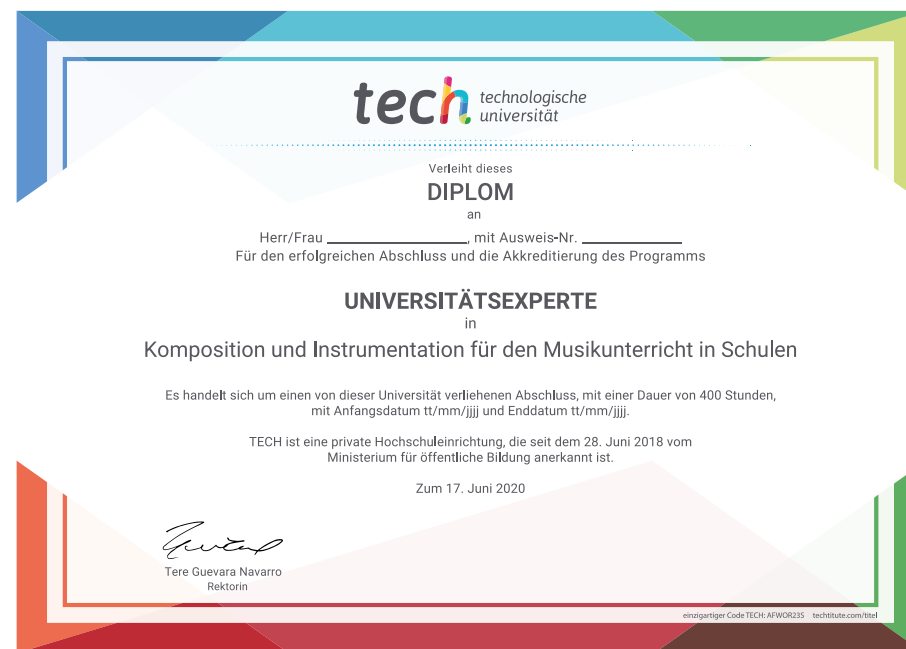 tech technologische
universität
Verleiht dieses
DIPLOM
an
Herr/Frau ____________, mit Ausweis-Nr. ____________
Für den erfolgreichen Abschluss und die Akkreditierung des Programms
UNIVERSITÄTSEXPERTE
in
Komposition und Instrumentation für den Musikunterricht in Schulen
Es handelt sich um einen von dieser Universität verliehenen Abschluss, mit einer Dauer von 400 Stunden,
mit Anfangsdatum tt/mm/jjjj und Enddatum tt/mm/jjjj.
TECH ist eine private Hochschuleinrichtung, die seit dem 28. Juni 2018 vom
Ministerium für öffentliche Bildung anerkannt ist.
Zum 17. Juni 2020
Tere Guevara Navarro
Rektorin
einzigartiger Code TECH: AFWOR23S techtitute.com/titel